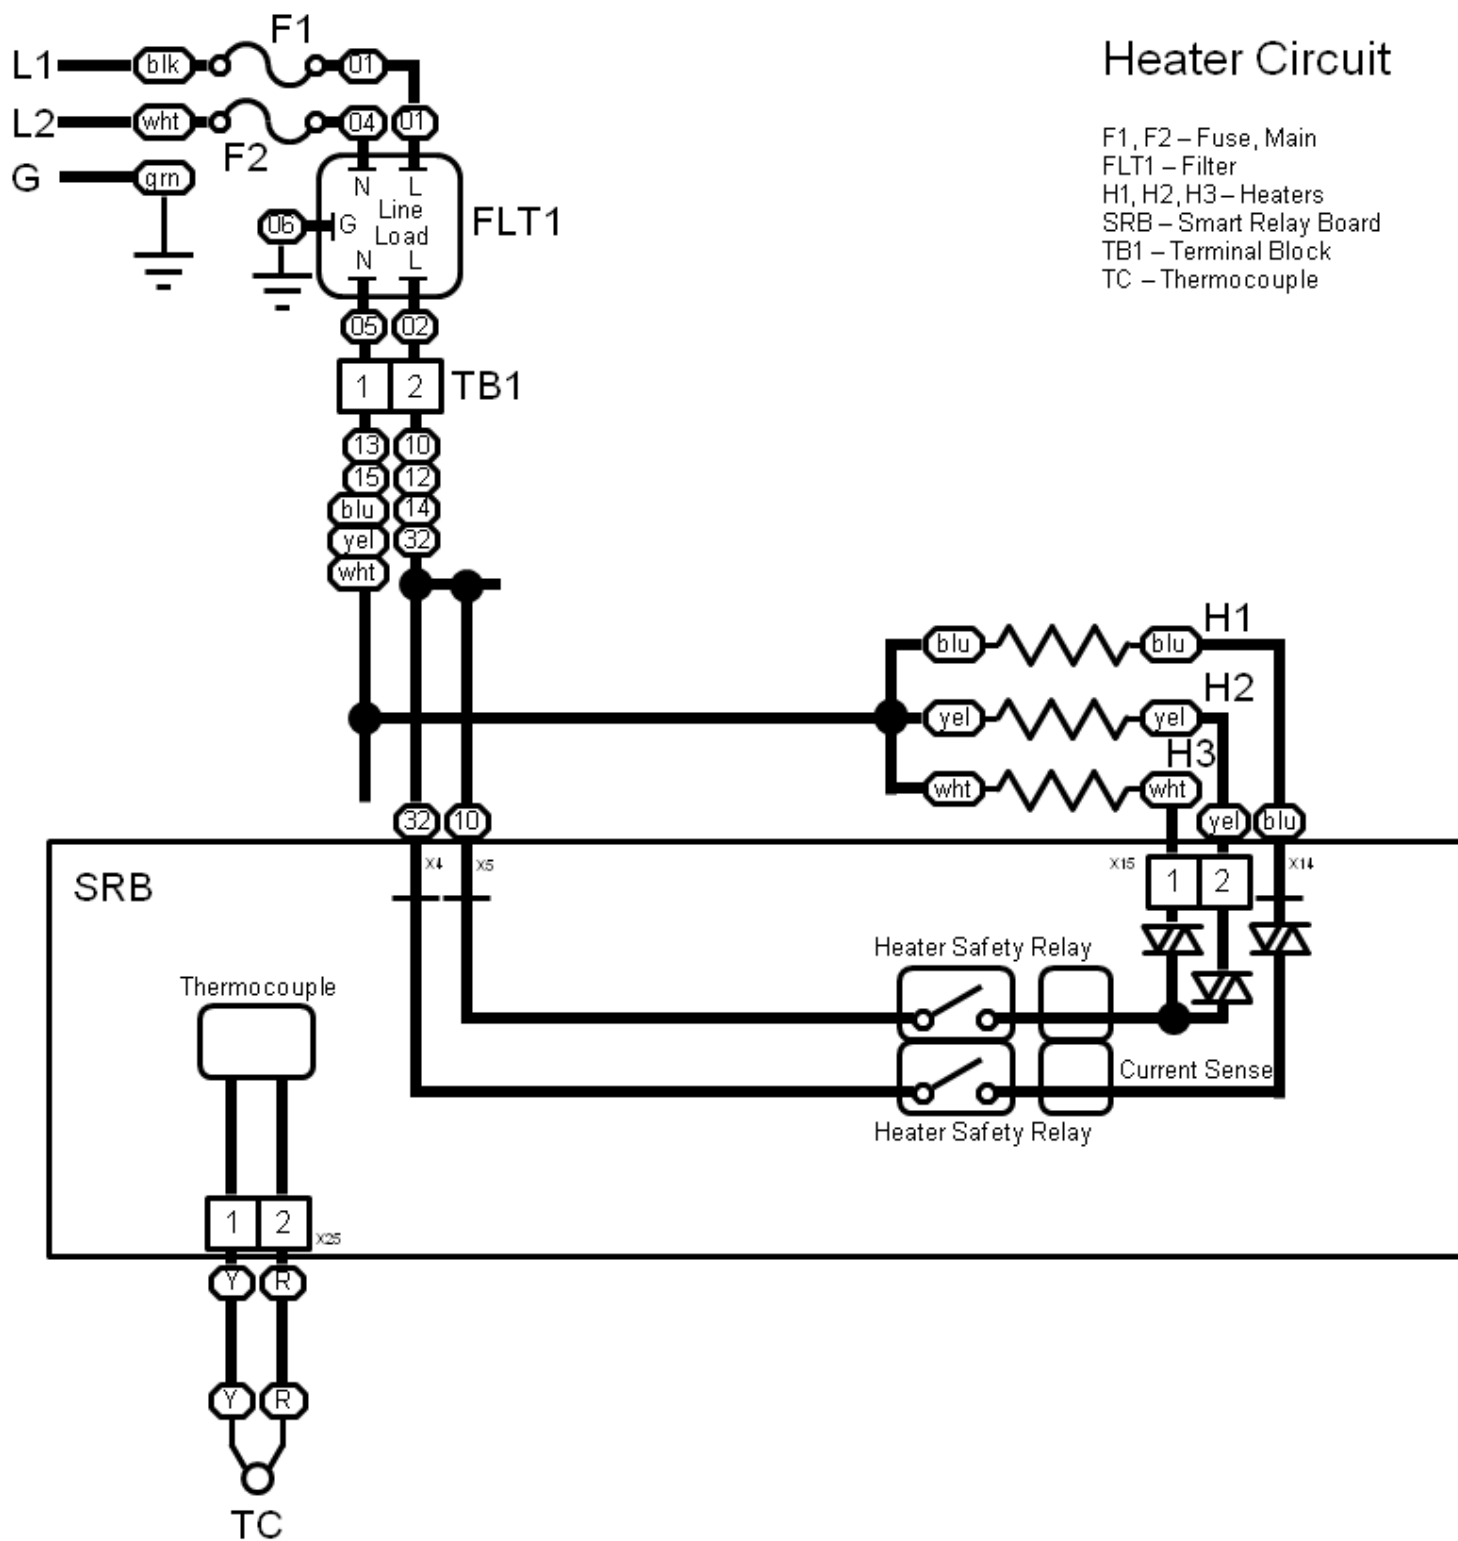 F1
L1
blk
01
Heater Circuit
L2
wht
04
01
F2
G
grn
F1, F2 – Fuse, Main
FLT1 – Filter
H1, H2, H3 – Heaters
SRB – Smart Relay Board
TB1 – Terminal Block
TC – Thermocouple
N L
Line
06
G
Load
FLT1
N L
05 02
1 2
TB1
13 10
15 12
blu 14
yel 32
wht
H1
blu blu
H2
yel yel
H3
wht wht
32 10
yel blu
X4 X5
X15
X14
1 2
SRB
Heater Safety Relay
Thermocouple
Current Sense
Heater Safety Relay
1 2
X25
Y R
Y R
TC